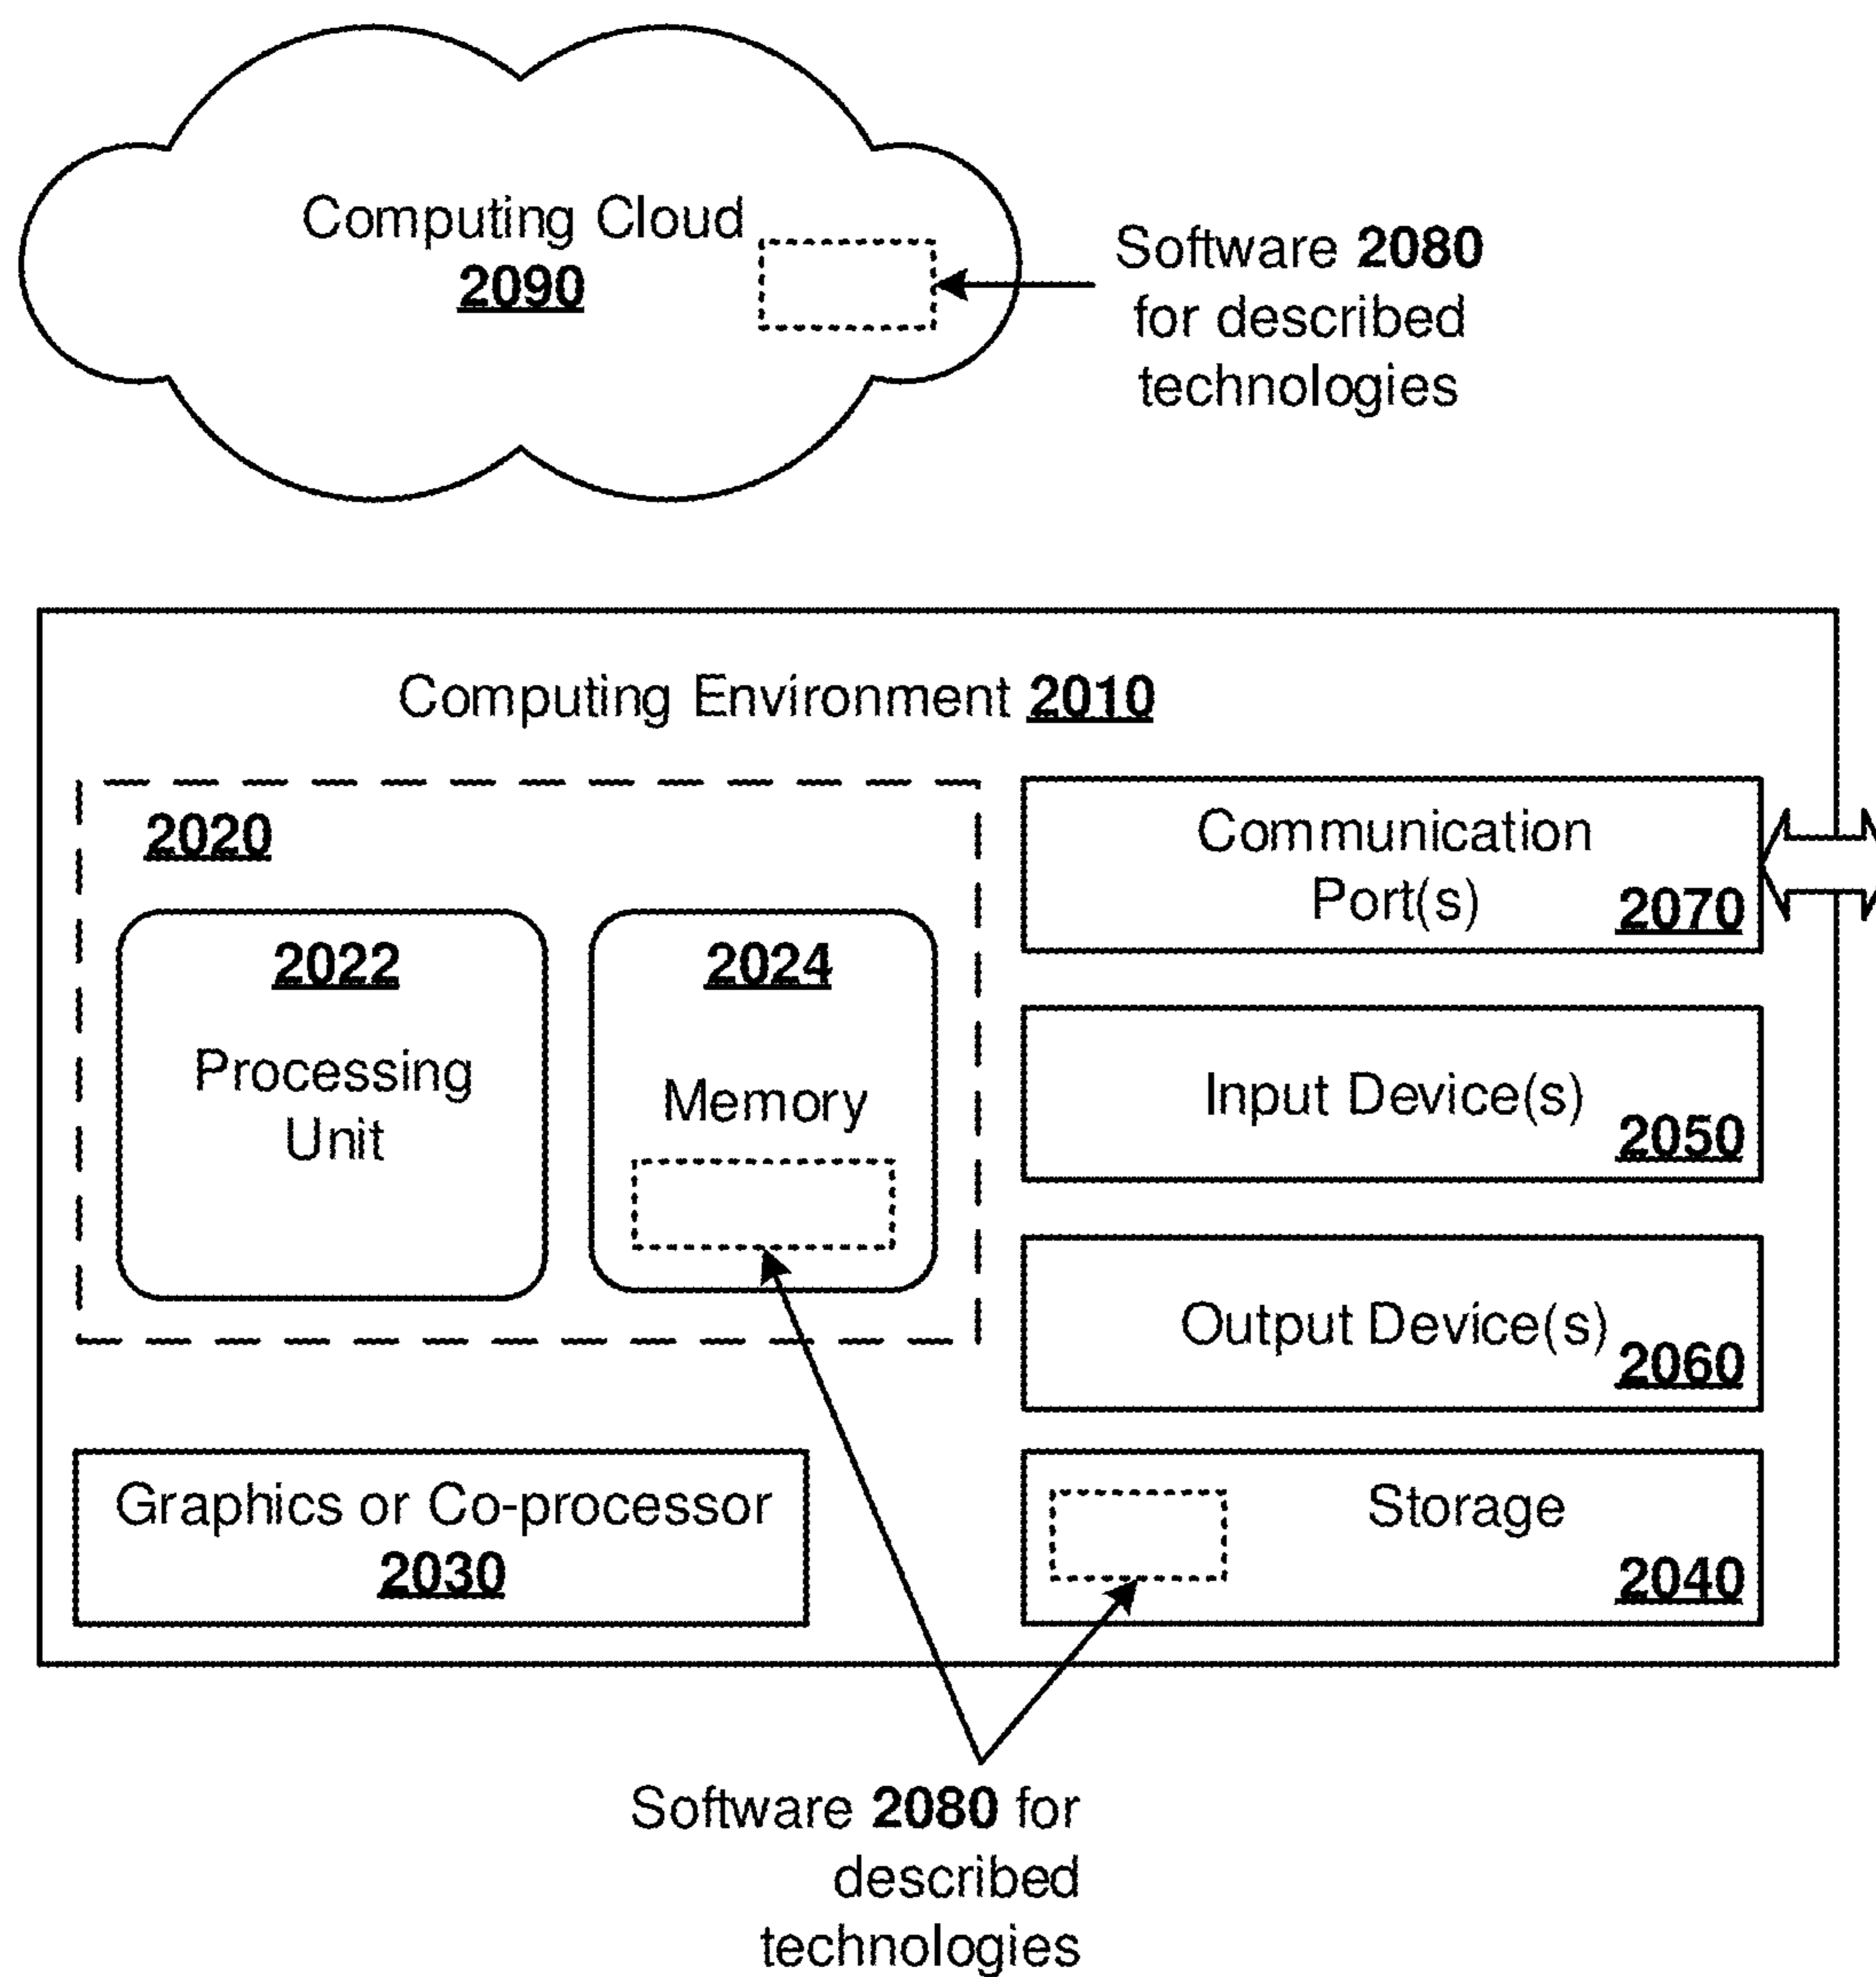 Computing Cloud
2090
Software 2080
for described
technologies
Computing Environment 2010
2020
2022
Processing
Unit
2024
Memory
Communication
Port(s)
2070
Input Device(s)
2050
Output Device(s)
2060
Graphics or Co-processor
2030
Storage
2040
Software 2080 for
described
technologies